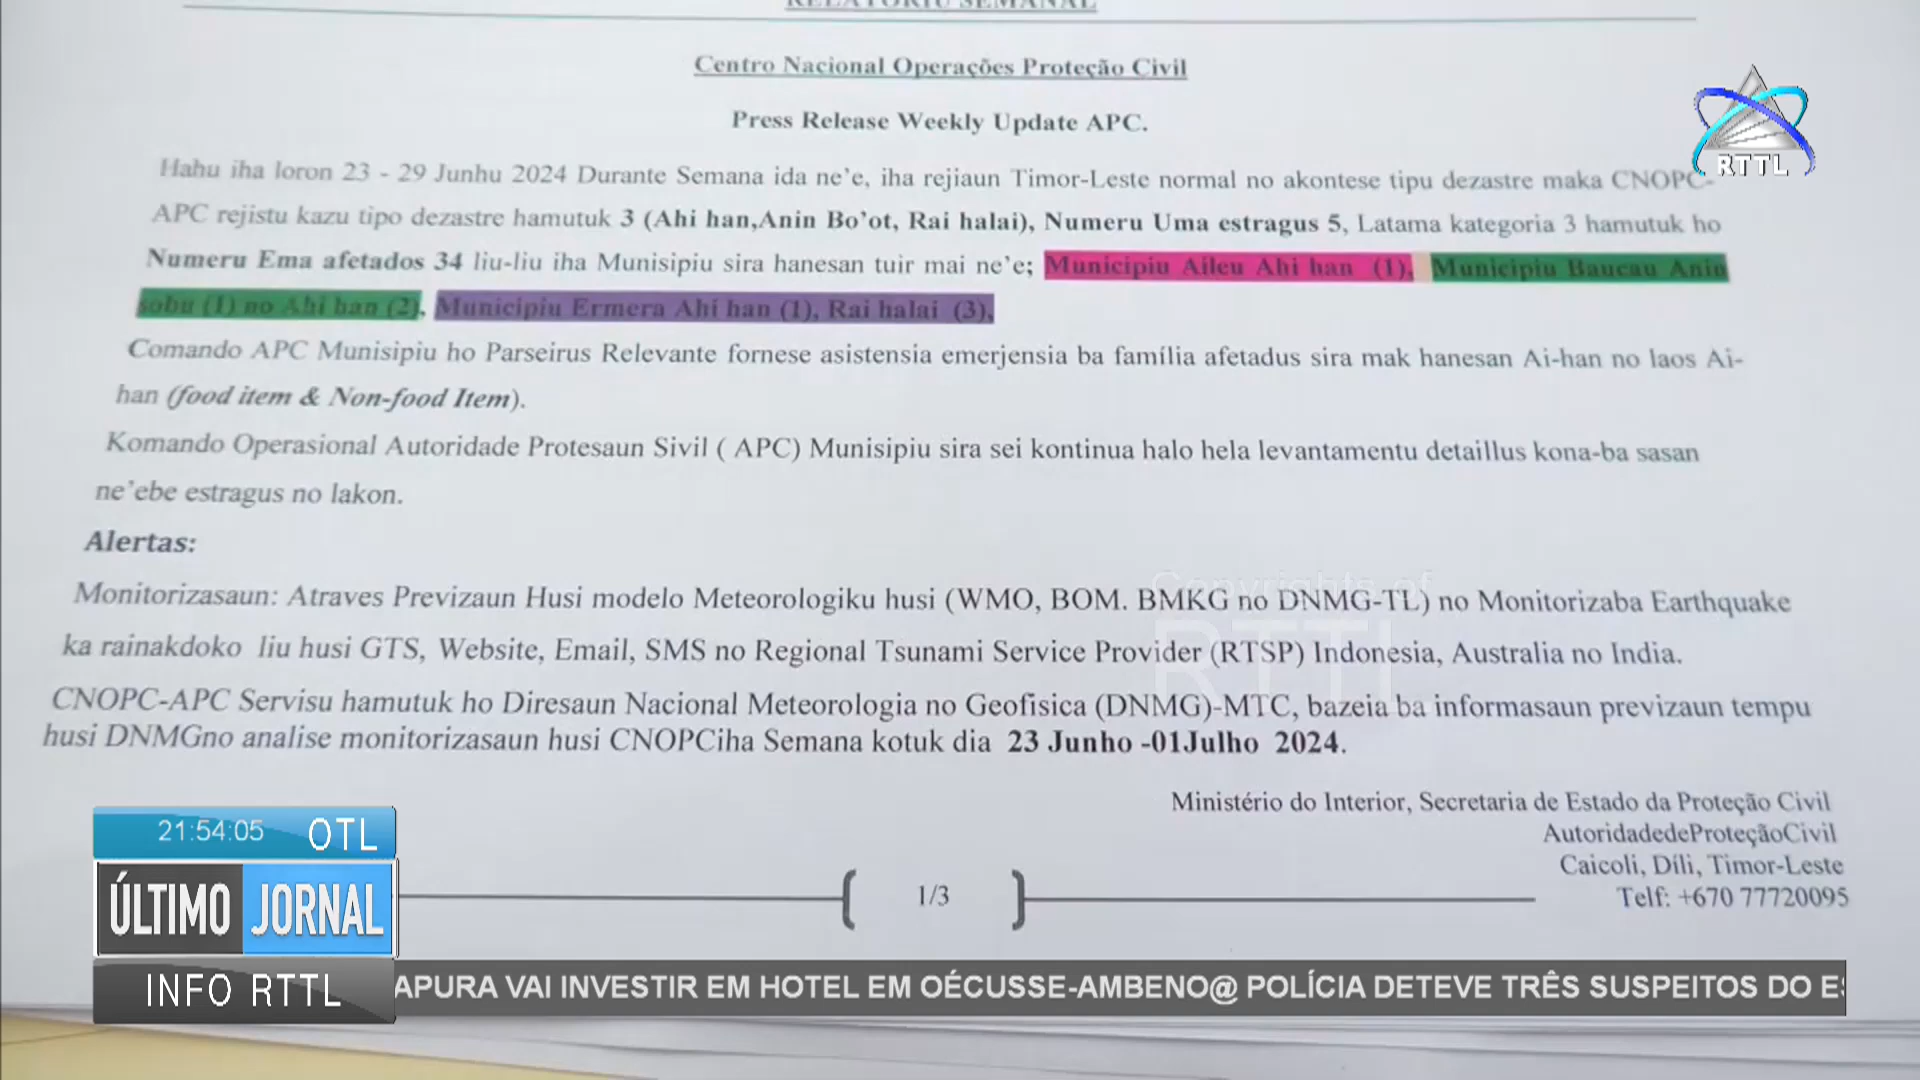 RELATORIU SEMANAL
Centro Nacional Operações Proteção Civil
Press Release Weekly Update APC.
RTTL
Hahu iha loron 23 - 29 Junhu 2024 Durante Semana ida ne'e, iha rejiaun Timor-Leste normal no akontese tipu dezastre maka CNOPC-
APC rejistu kazu tipo dezastre hamutuk 3 (Ahi han,Anin Bo'ot, Rai halai), Numeru Uma estragus 5, Latama kategoria 3 hamutuk ho
Numeru Ema afetados 34 liu-liu iha Munisipiu sira hanesan tuir mai ne'e; Municipiu Aileu Ahi han (1), Municipiu Baucau Anin
sobu (1) no Ahi han (2), Municipiu Ermera Ahi han (1), Rai halai (3),
Comando APC Munisipiu ho Parseirus Relevante fornese asistensia emerjensia ba família afetadus sira mak hanesan Ai-han no laos Ai-
han (food item & Non-food Item).
Komando Operasional Autoridade Protesaun Sivil ( APC) Munisipiu sira sei kontinua halo hela levantamentu detaillus kona-ba sasan
ne'ebe estragus no lakon.
Alertas:
Monitorizasaun: Atraves Previzaun Husi modelo Meteorologiku husi (WMO, BOM. BMKG no DNMG-TL) no Monitorizaba Earthquake
ka rainakdoko liu husi GTS, Website, Email, SMS no Regional Tsunami Service Provider (RTSP) Indonesia, Australia no India.
Copyrights of
RTTL
CNOPC-APC Servisu hamutuk ho Diresaun Nacional Meteorologia no Geofisica (DNMG)-MTC, bazeia ba informasaun previzaun tempu
husi DNMGno analise monitorizasaun husi CNOPCiha Semana kotuk dia 23 Junho -01Julho 2024.
Ministério do Interior, Secretaria de Estado da Proteção Civil
AutoridadedeProteçãoCivil
Caicoli, Díli, Timor-Leste
Telf: +670 77720095
1/3
21:54:05 OTL
ÚLTIMO JORNAL
INFO RTTL
APURA VAI INVESTIR EM HOTEL EM OÉCUSSE-AMBENO@ POLÍCIA DETEVE TRÊS SUSPEITOS DO